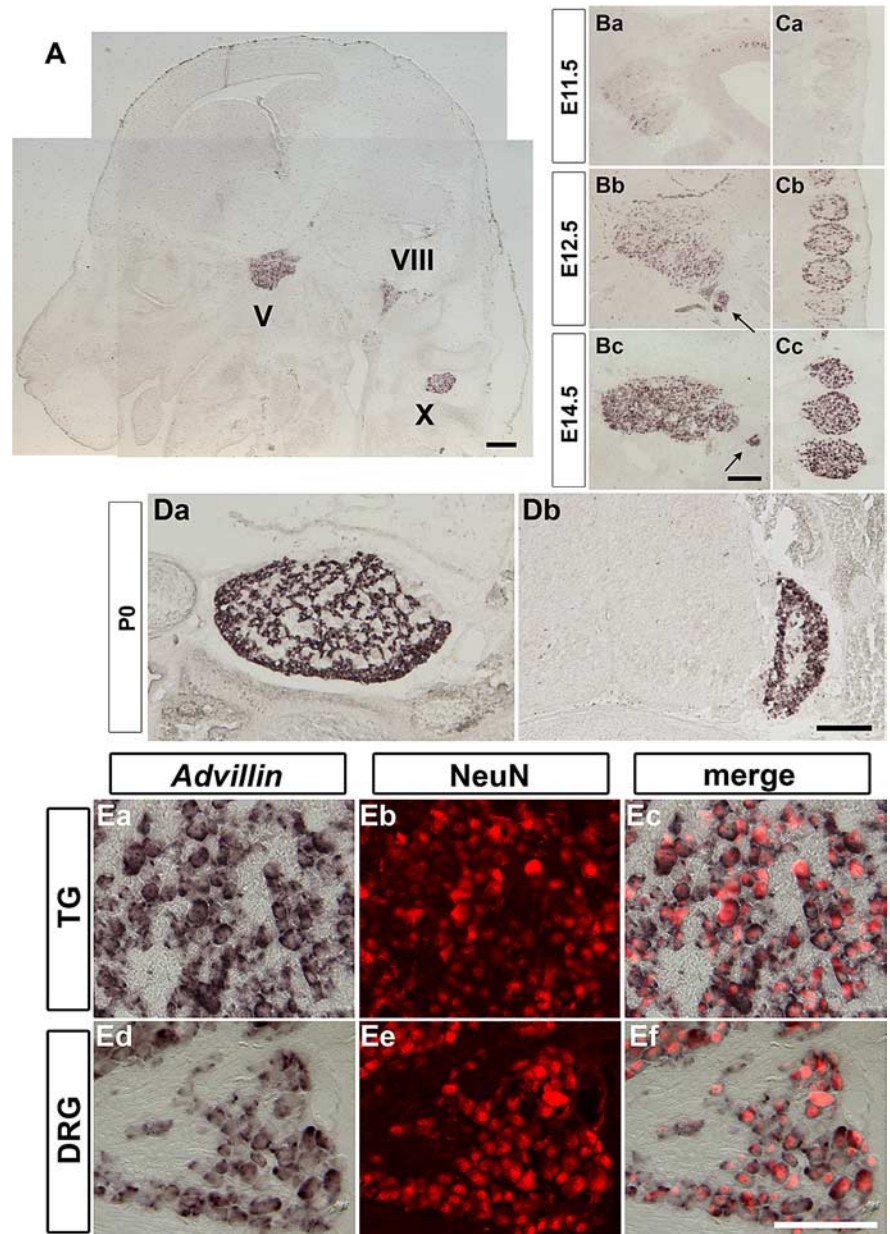 A
V
VIII
X
E11.5
Ba
Ca
E12.5
Bb
Cb
E14.5
Bc
Cc
P0
Da
Db
Advillin
NeuN
merge
TG
Ea
Eb
Ec
DRG
Ed
Ee
Ef